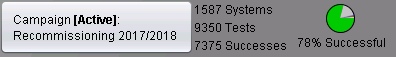 Campaign [Active]:
Recommissioning 2017/2018
1587 Systems
9350 Tests
7375 Successes
78% Successful